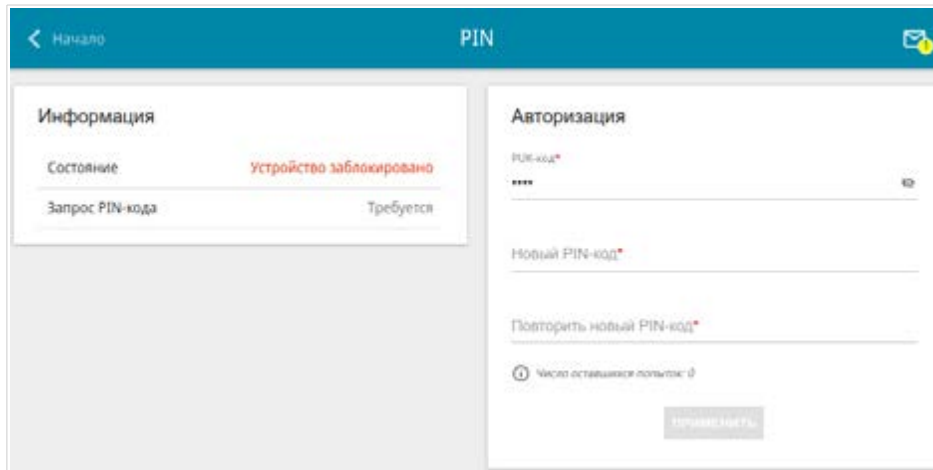 Начало
PIN
Информация
Состояние Устройство заблокировано
Запрос PIN-кода Требуется
Авторизация
PUK-код*
••••
Новый PIN-код*
Повторить новый PIN-код*
Число оставшихся попыток: 0
ПРИМЕНИТЬ